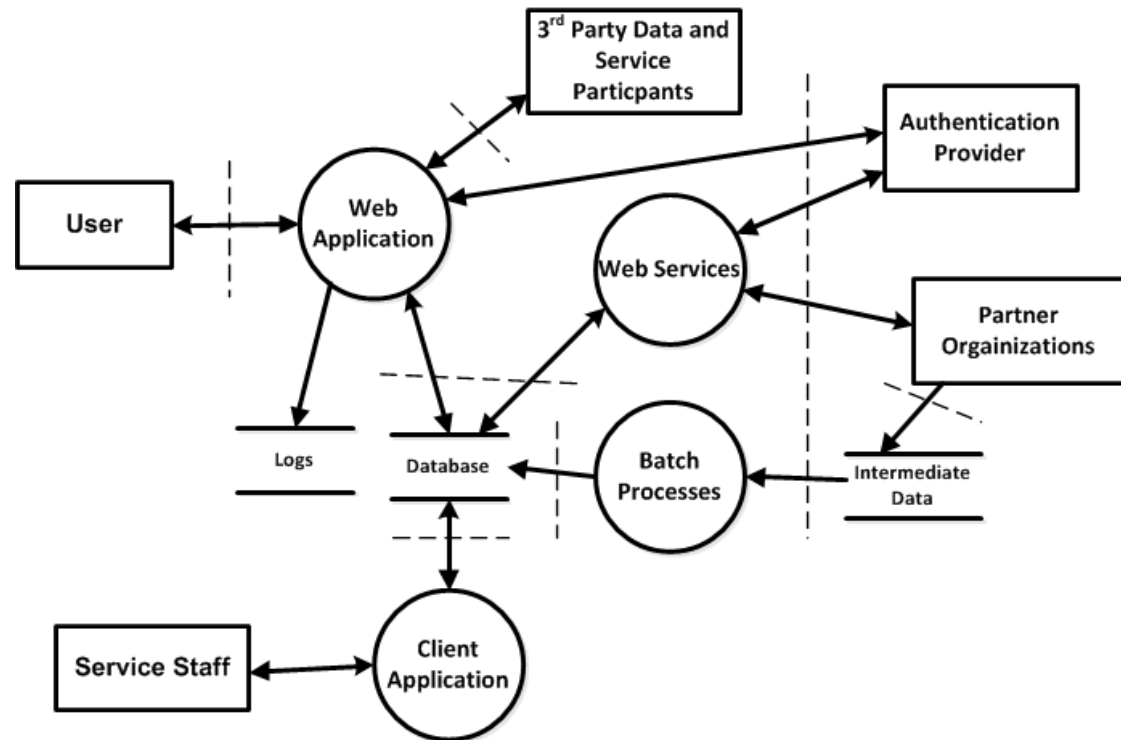 3rd Party Data and
Service
Particpants
Authentication
Provider
User
Web
Application
Web Services
Partner
Orgainizations
Logs
Database
Batch
Processes
Intermediate
Data
Service Staff
Client
Application